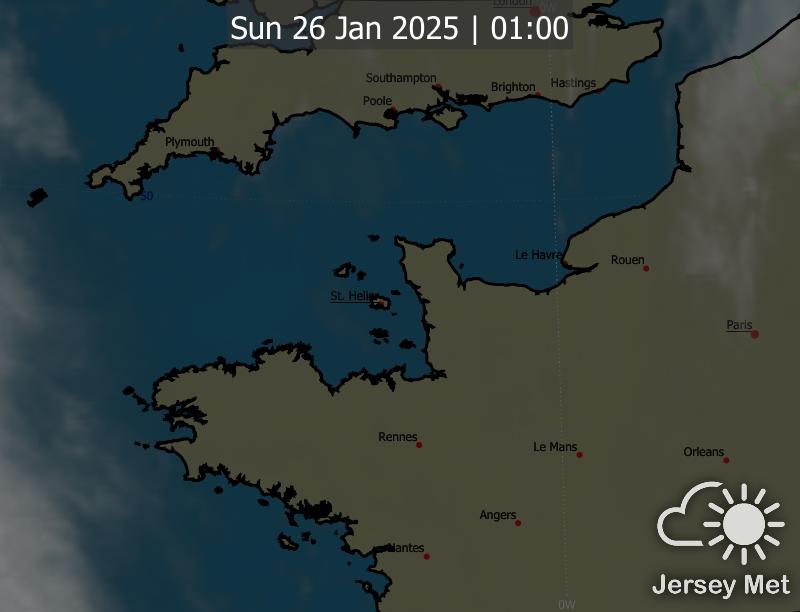 London
0W
Sun 26 Jan 2025 | 01:00
Southampton
Brighton
Hastings
Poole
Plymouth
50
Le Havre
Rouen
St. Helier
Paris
Rennes
Le Mans
Orleans
Angers
Nantes
Jersey Met
0W